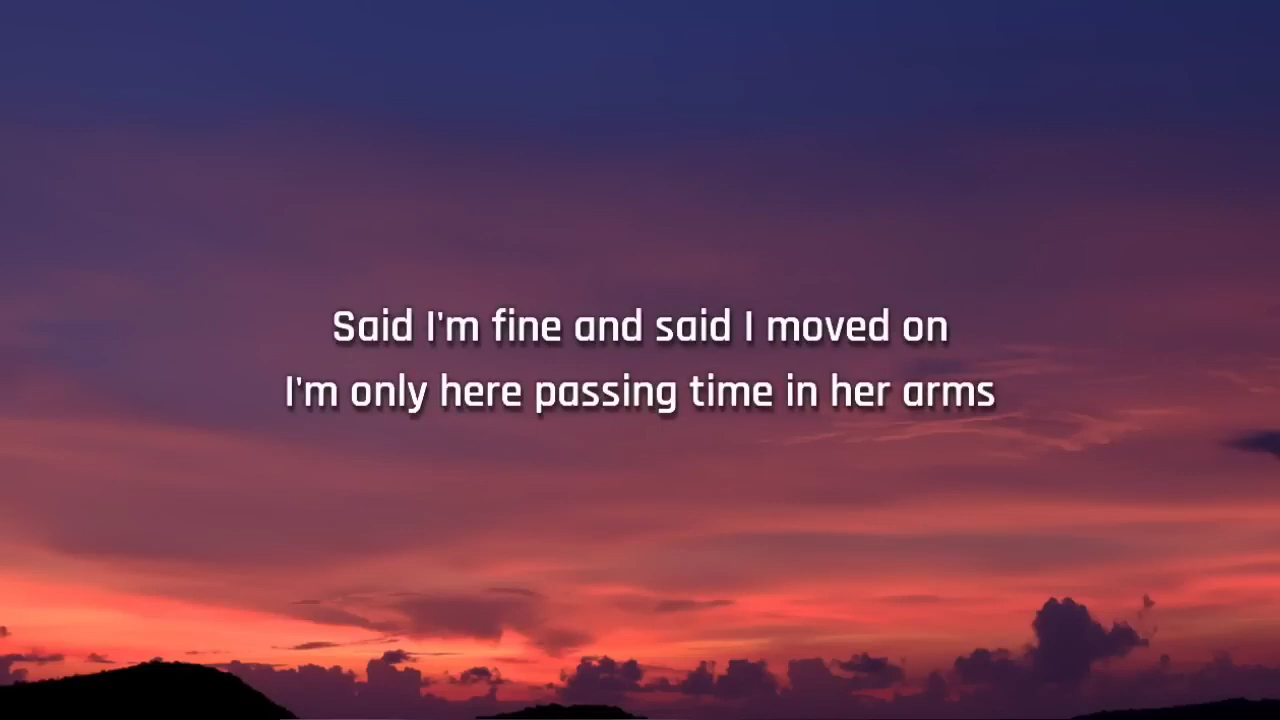 Said I'm fine and said I moved on
I'm only here passing time in her arms